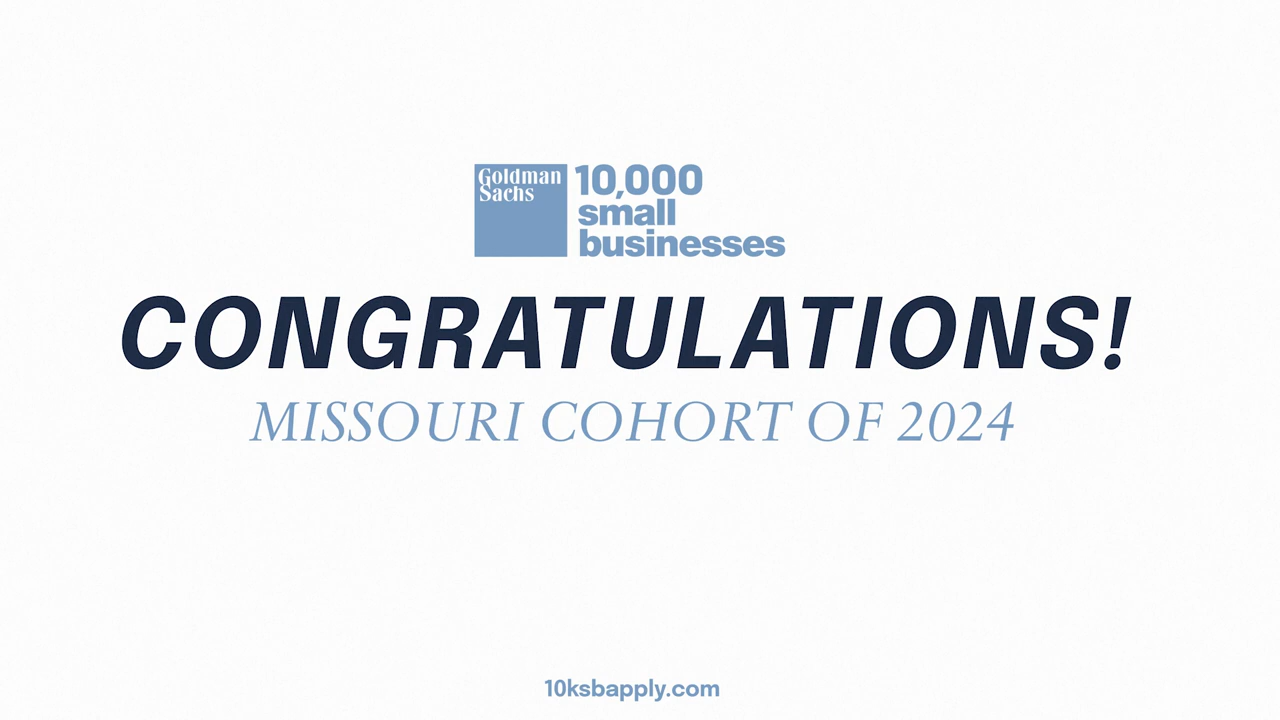 Goldman
Sachs
10,000
small
businesses
CONGRATULATIONS!
MISSOURI COHORT OF 2024
10ksbapply.com